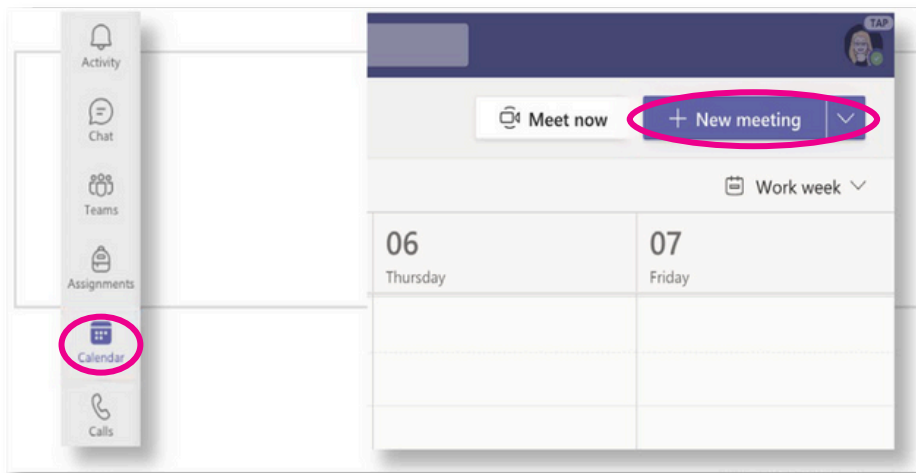 Activity
Chat
Teams
Assignments
Calendar
Calls
TAP
Meet now
+ New meeting
Work week
06
07
Thursday
Friday